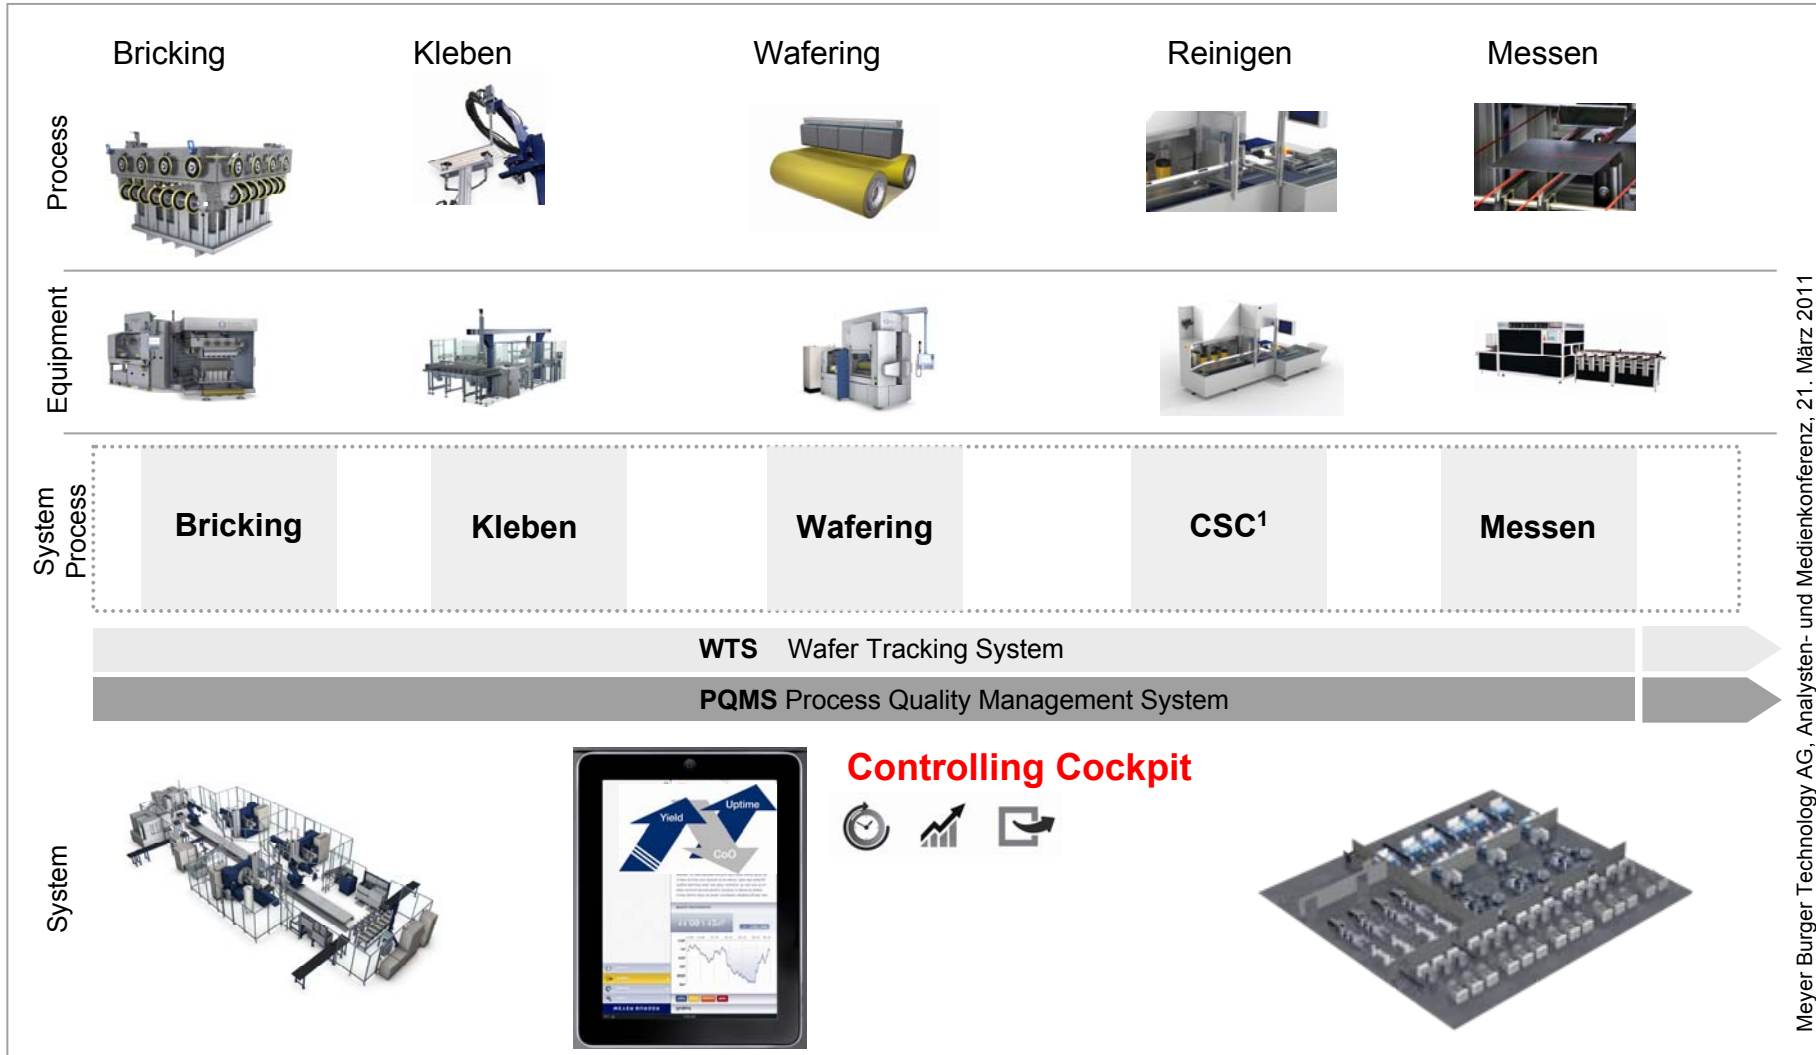 Bricking
Kleben
Wafering
Reinigen
Messen
Process
Equipment
System
Process
Bricking
Kleben
Wafering
CSC¹
Messen
WTS Wafer Tracking System
PQMS Process Quality Management System
System
Yield
Uptime
CoO
MEYER BURGER
Controlling Cockpit
Meyer Burger Technology AG, Analysten- und Medienkonferenz, 21. März 2011